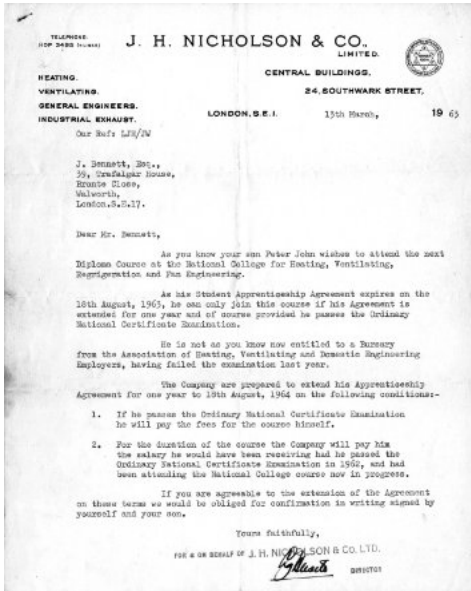 TELEPHONE:
HOP 3486
J. H. NICHOLSON & CO.,
LIMITED.
HEATING.
VENTILATING.
GENERAL ENGINEERS.
INDUSTRIAL EXHAUST.
CENTRAL BUILDINGS,
24, SOUTHWARK STREET,
LONDON, S.E.1. 13th March, 1963
Our Ref: LJH/JW
J. Bennett, Esq.,
39, Trafalgar House,
Bronte Close,
Walworth,
London.S.E.17.
Dear Mr. Bennett,
As you know your son Peter John wishes to attend the next
Diploma Course at the National College for Heating, Ventilating,
Regrigeration and Fan Engineering.
As his Student Apprenticeship Agreement expires on the
18th August, 1963, he can only join this course if his Agreement is
extended for one year and of course provided he passes the Ordinary
National Certificate Examination.
He is not as you know now entitled to a Bursary
from the Association of Heating, Ventilating and Domestic Engineering
Employers, having failed the examination last year.
The Company are prepared to extend his Apprenticeship
Agreement for one year to 18th August, 1964 on the following conditions:-
1. If he passes the Ordinary National Certificate Examination
he will pay the fees for the course himself.
2. For the duration of the course the Company will pay him
the salary he would have been receiving had he passed the
Ordinary National Certificate Examination in 1962, and had
been attending the National College course now in progress.
If you are agreeable to the extension of the Agreement
on these terms we would be obliged for confirmation in writing signed by
yourself and your son.
Yours faithfully,
FOR & ON BEHALF OF J. H. NICHOLSON & CO. LTD.
DIRECTOR